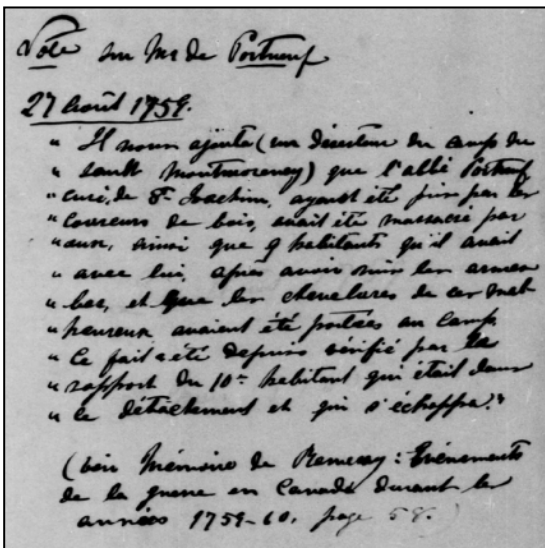 Note sur Mr de Portneuf
27 Août 1759.
" Il nous ajouta (un déserteur du camp du
" sault Montmorency) que l'abbé Portneuf
" curé, de St Joachim, ayant été pris par les
" Coureurs de bois, avait été massacré par
" eux, ainsi que 9 habitants qu'il avait
" avec lui, après avoir mis les armes
" bas, et que les chevelures de ces mal
" heureux avaient été portées au Camp.
" Ce fait a été depuis vérifié par le
" rapport du 10e habitant qui était dans
" le détachement et qui s'échappa."
(voir Mémoire de Ramezay : Evénements
de la guerre en Canada durant les
années 1759-60, page 58.)